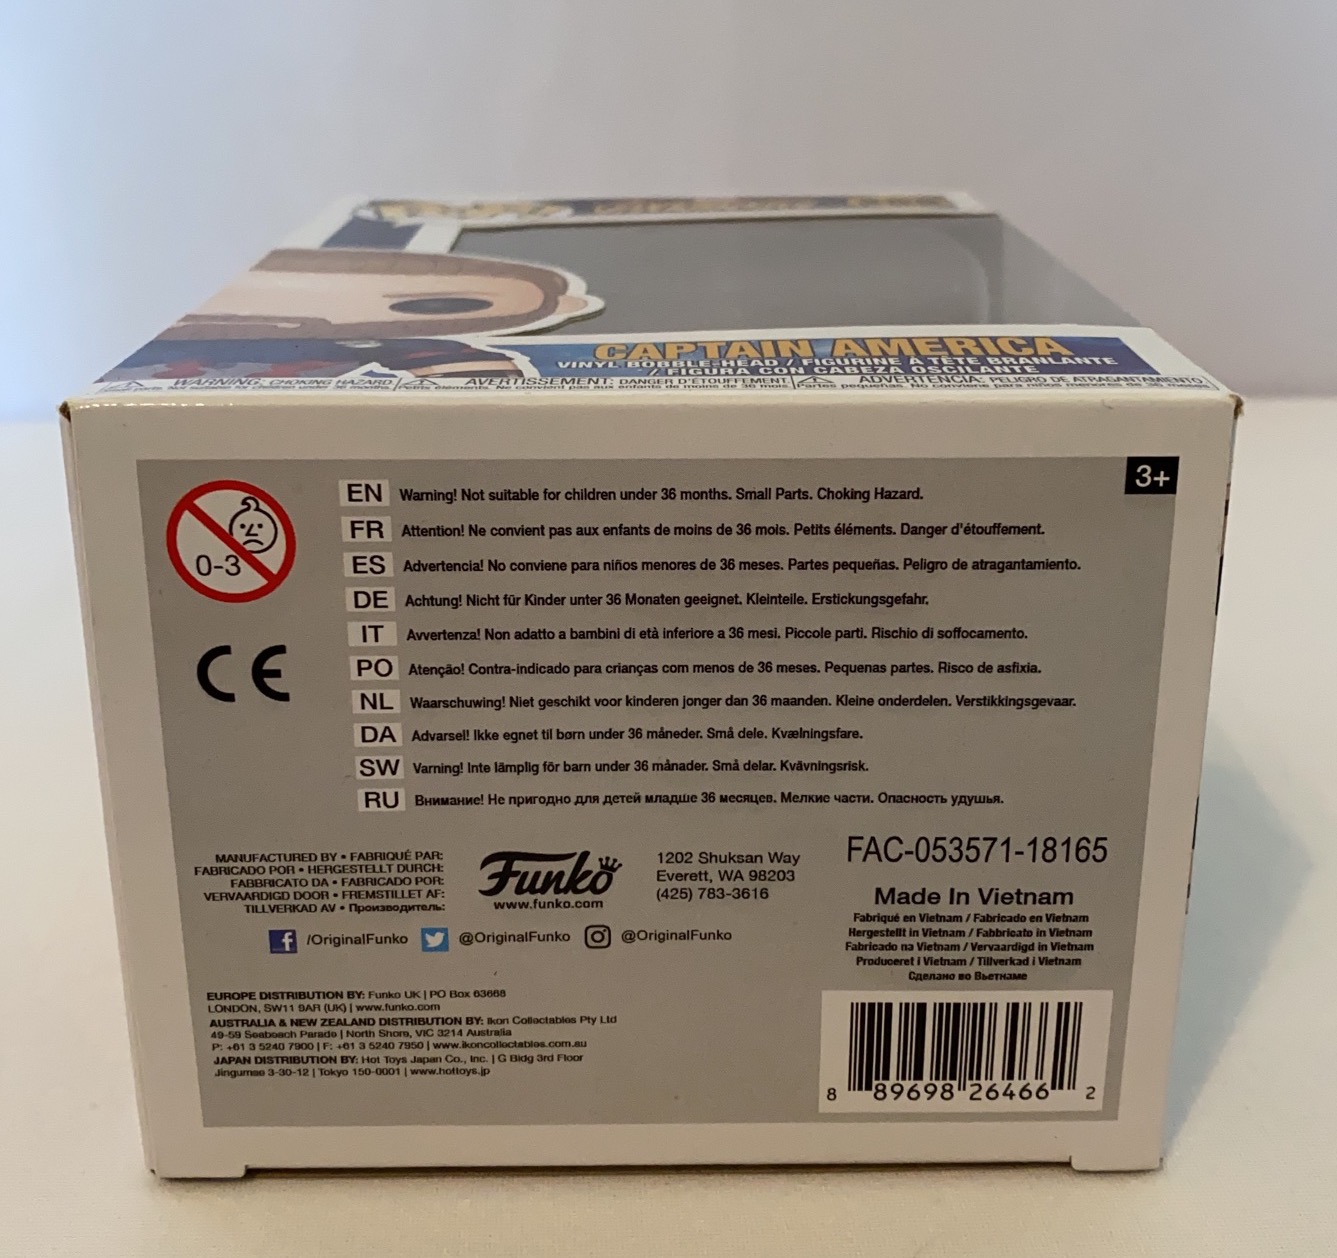 CAPTAIN AMERICA
VINYL BOBBLE-HEAD / FIGURINE À TÊTE BRANLANTE
/ FIGURA CON CABEZA OSCILANTE
WARNING: CHOKING HAZARD. AVERTISSEMENT: DANGER D'ÉTOUFFEMENT ADVERTENCIA: PELIGRO DE ATRAGANTAMIENTO
3+
0-3
CE
EN Warning! Not suitable for children under 36 months. Small Parts. Choking Hazard.
FR Attention! Ne convient pas aux enfants de moins de 36 mois. Petits éléments. Danger d'étouffement.
ES Advertencia! No conviene para niños menores de 36 meses. Partes pequeñas. Peligro de atragantamiento.
DE Achtung! Nicht für Kinder unter 36 Monaten geeignet. Kleinteile. Erstickungsgefahr.
IT Avvertenza! Non adatto a bambini di età inferiore a 36 mesi. Piccole parti. Rischio di soffocamento.
PO Atenção! Contra-indicado para crianças com menos de 36 meses. Pequenas partes. Risco de asfixia.
NL Waarschuwing! Niet geschikt voor kinderen jonger dan 36 maanden. Kleine onderdelen. Verstikkingsgevaar.
DA Advarsel! Ikke egnet til børn under 36 måneder. Små dele. Kvælningsfare.
SW Varning! Inte lämplig för barn under 36 månader. Små delar. Kvävningsrisk.
RU Внимание! Не пригодно для детей младше 36 месяцев. Мелкие части. Опасность удушья.
MANUFACTURED BY • FABRIQUÉ PAR:
FABRICADO POR • HERGESTELLT DURCH:
FABBRICATO DA • FABRICADO POR:
VERVAARDIGD DOOR • FREMSTILLET AF:
TILLVERKAD AV • Производитель:
Funko
www.funko.com
1202 Shuksan Way
Everett, WA 98203
(425) 783-3616
/OriginalFunko @OriginalFunko @OriginalFunko
FAC-053571-18165
Made In Vietnam
Fabriqué en Vietnam / Fabricado en Vietnam
Hergestellt in Vietnam / Fabbricato in Vietnam
Fabricado na Vietnam / Vervaardigd in Vietnam
Produceret i Vietnam / Tillverkad i Vietnam
Сделано во Вьетнаме
EUROPE DISTRIBUTION BY: Funko UK | PO Box 63668
LONDON, SW11 9AR (UK) | www.funko.com
AUSTRALIA & NEW ZEALAND DISTRIBUTION BY: Ikon Collectables Pty Ltd
49-59 Seabeach Parade | North Shore, VIC 3214 Australia
P: +61 3 5240 7900 | F: +61 3 5240 7950 | www.ikoncollectables.com.au
JAPAN DISTRIBUTION BY: Hot Toys Japan Co., Inc. | G Bldg 3rd Floor
Jingumae 3-30-12 | Tokyo 150-0001 | www.hottoys.jp
8 89698 26466 2